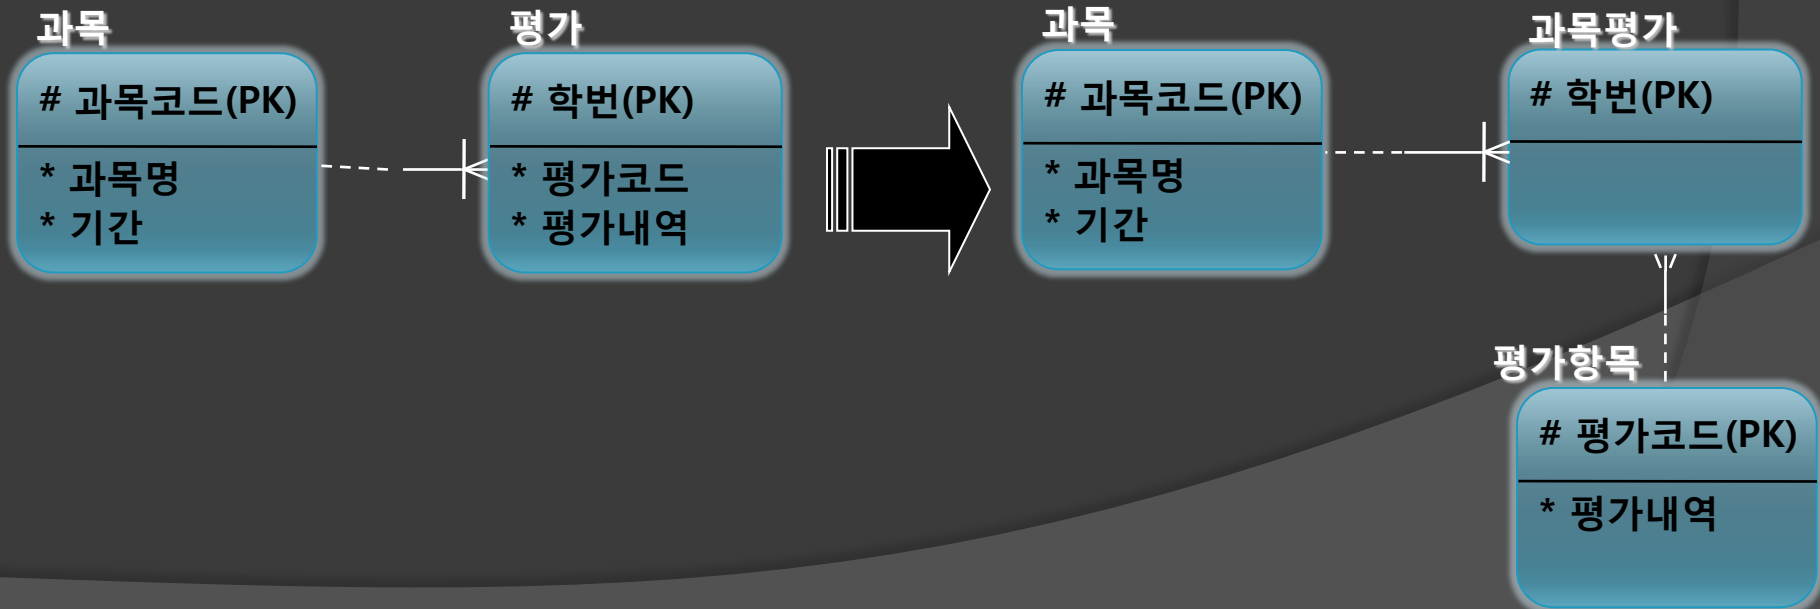 과목
# 과목코드(PK)
* 과목명
* 기간
평가
# 학번(PK)
* 평가코드
* 평가내역
과목
# 과목코드(PK)
* 과목명
* 기간
과목평가
# 학번(PK)
평가항목
# 평가코드(PK)
* 평가내역